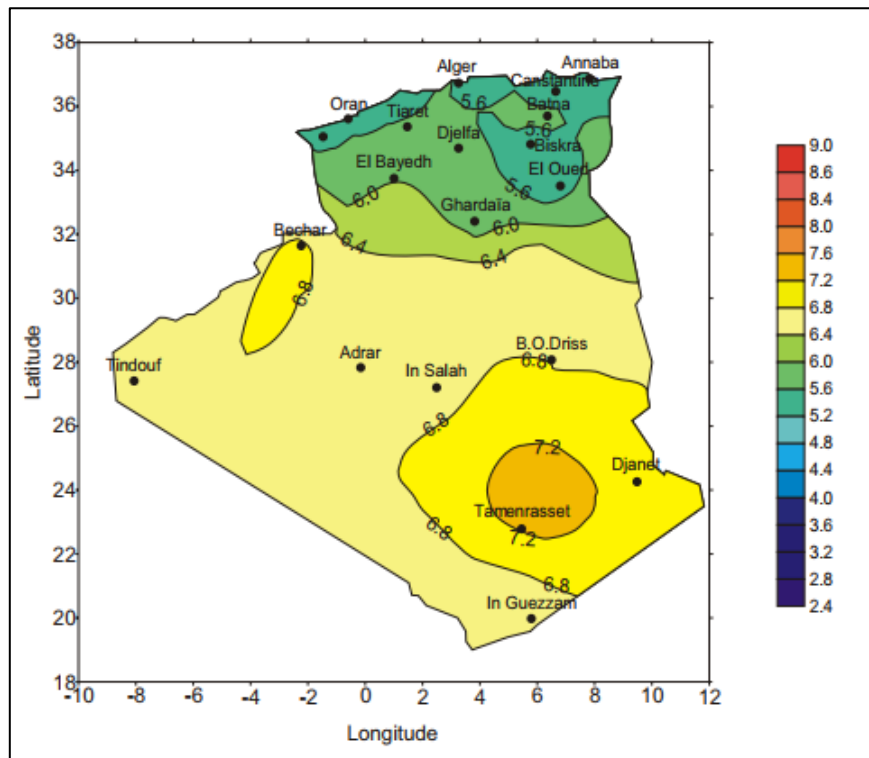 38
36
34
32
30
28
26
24
22
20
18
Latitude
-10 -8 -6 -4 -2 0 2 4 6 8 10 12
Longitude
Alger
Annaba
Canstantine
Oran
Tiaret
5.6
Batna
Djelfa
5.6
Biskra
El Bayedh
El Oued
6.0
5.6
Ghardaïa
6.0
Bechar
6.4
6.4
6.8
B.O.Driss
Adrar
6.8
Tindouf
In Salah
6.8
7.2
Djanet
Tamenrasset
6.8
7.2
6.8
In Guezzam
9.0
8.6
8.4
8.0
7.6
7.2
6.8
6.4
6.0
5.6
5.2
4.8
4.4
4.0
3.6
3.2
2.8
2.4